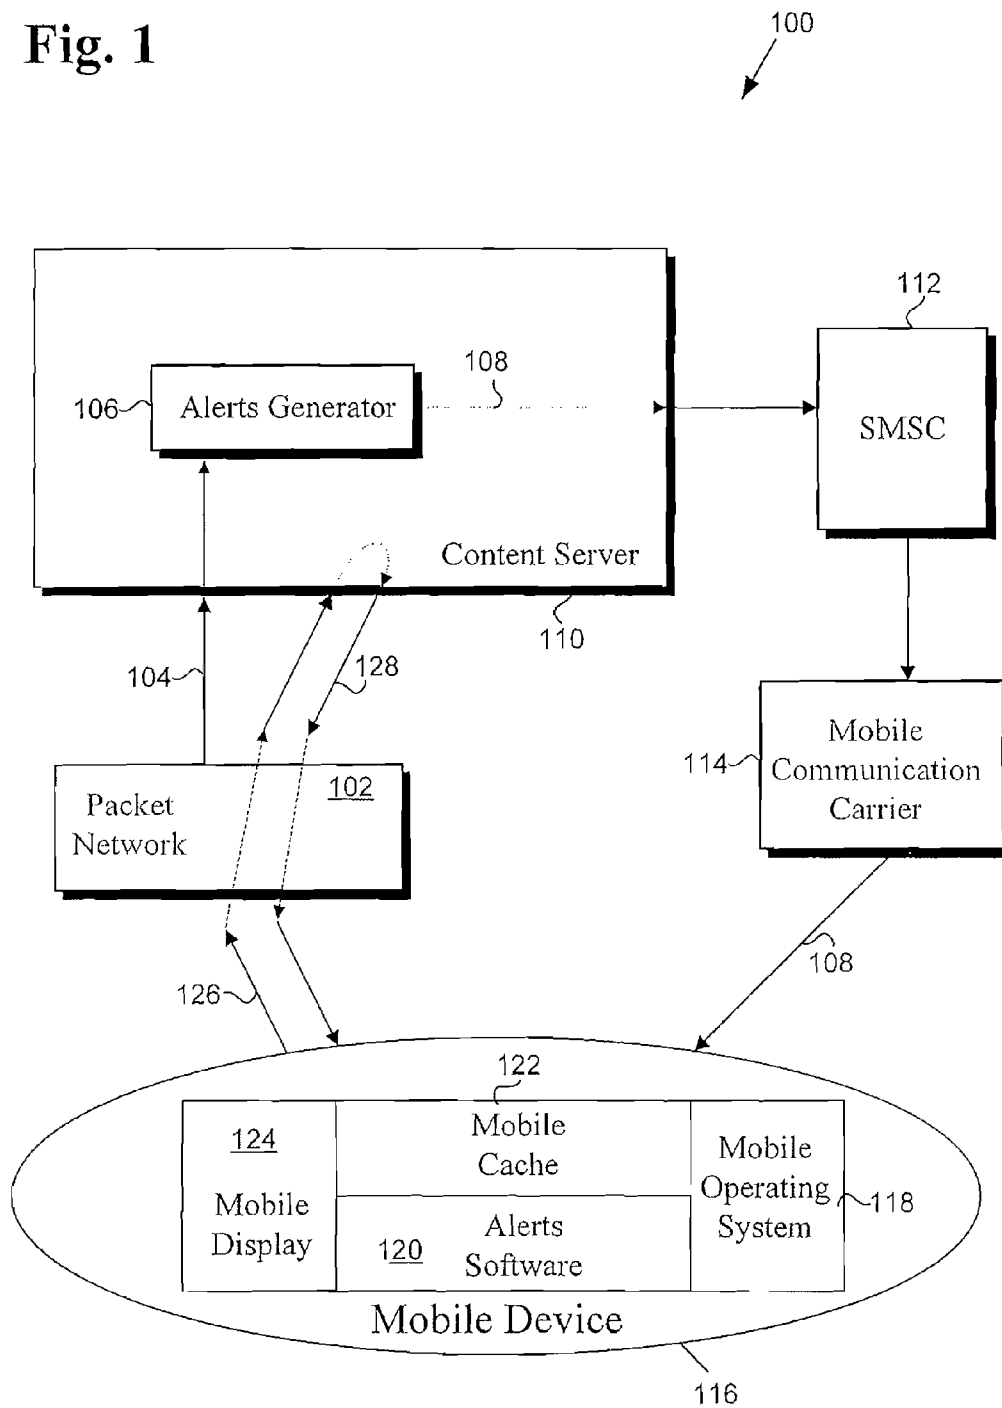 Fig. 1
100
112
108
106
Alerts Generator
SMSC
Content Server
110
104
128
114
Mobile
Communication
Carrier
102
Packet
Network
108
126
122
124
Mobile
Cache
Mobile
Operating
System
118
Mobile
Display
120
Alerts
Software
Mobile Device
116